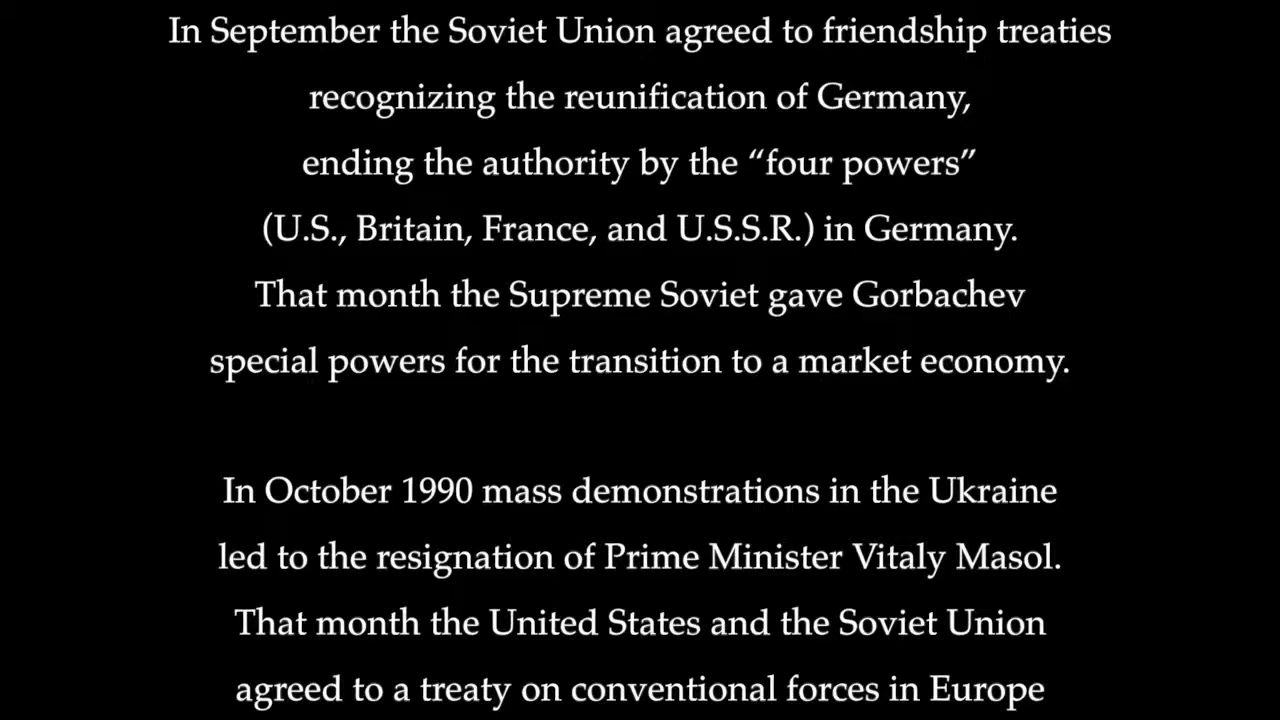 In September the Soviet Union agreed to friendship treaties
recognizing the reunification of Germany,
ending the authority by the “four powers”
(U.S., Britain, France, and U.S.S.R.) in Germany.
That month the Supreme Soviet gave Gorbachev
special powers for the transition to a market economy.
In October 1990 mass demonstrations in the Ukraine
led to the resignation of Prime Minister Vitaly Masol.
That month the United States and the Soviet Union
agreed to a treaty on conventional forces in Europe